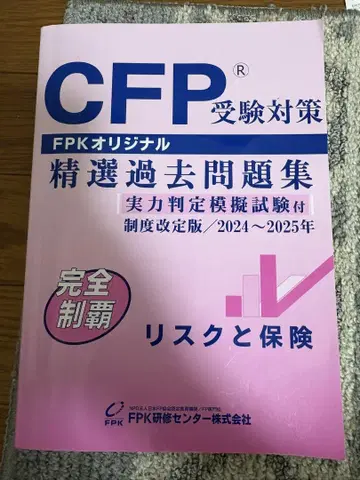 CFP®受験対策
FPKオリジナル
精選過去問題集
実力判定模擬試験付
制度改定版／2024～2025年
完全
制覇
リスクと保険
FPK
FPK研修センター株式会社